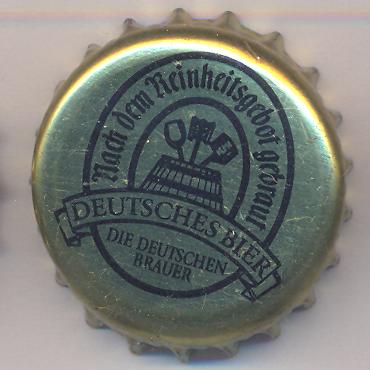 Nach dem Reinheitsgebot gebraut
DEUTSCHES BIER
DIE DEUTSCHEN
BRAUER